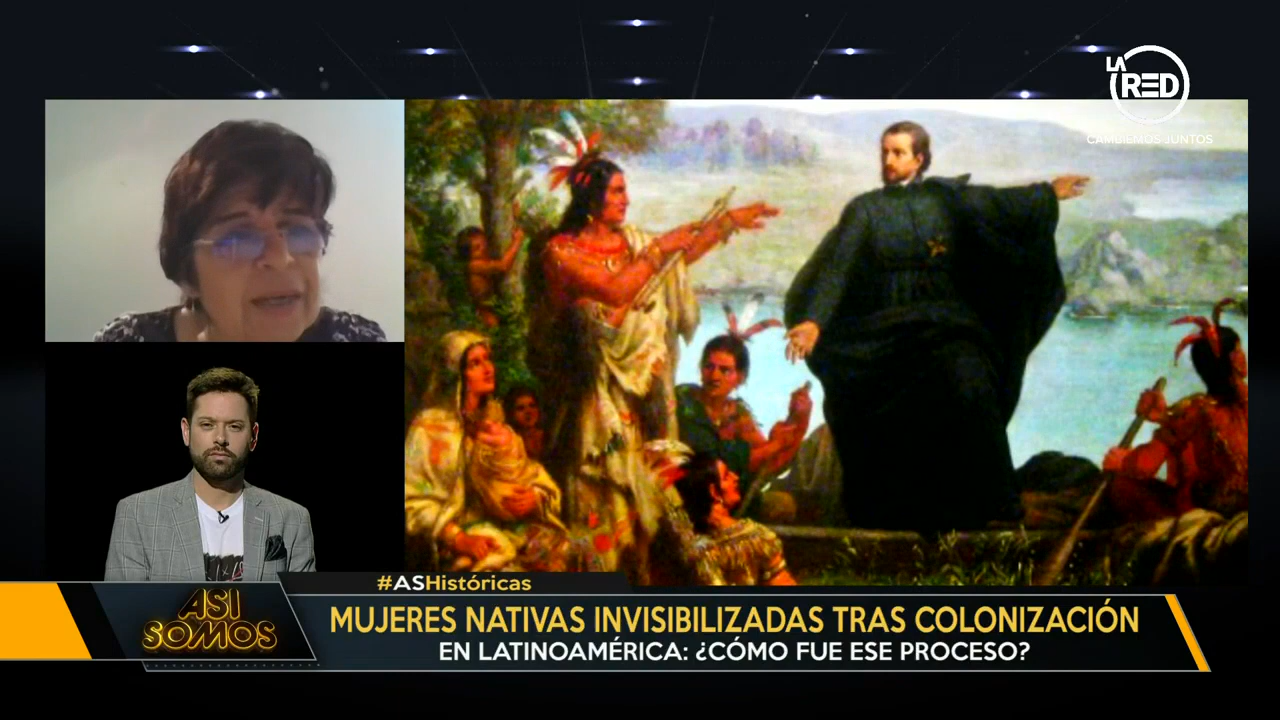 LA
RED
CAMBIEMOS JUNTOS
#ASHistóricas
ASI
SOMOS
MUJERES NATIVAS INVISIBILIZADAS TRAS COLONIZACIÓN
EN LATINOAMÉRICA: ¿CÓMO FUE ESE PROCESO?